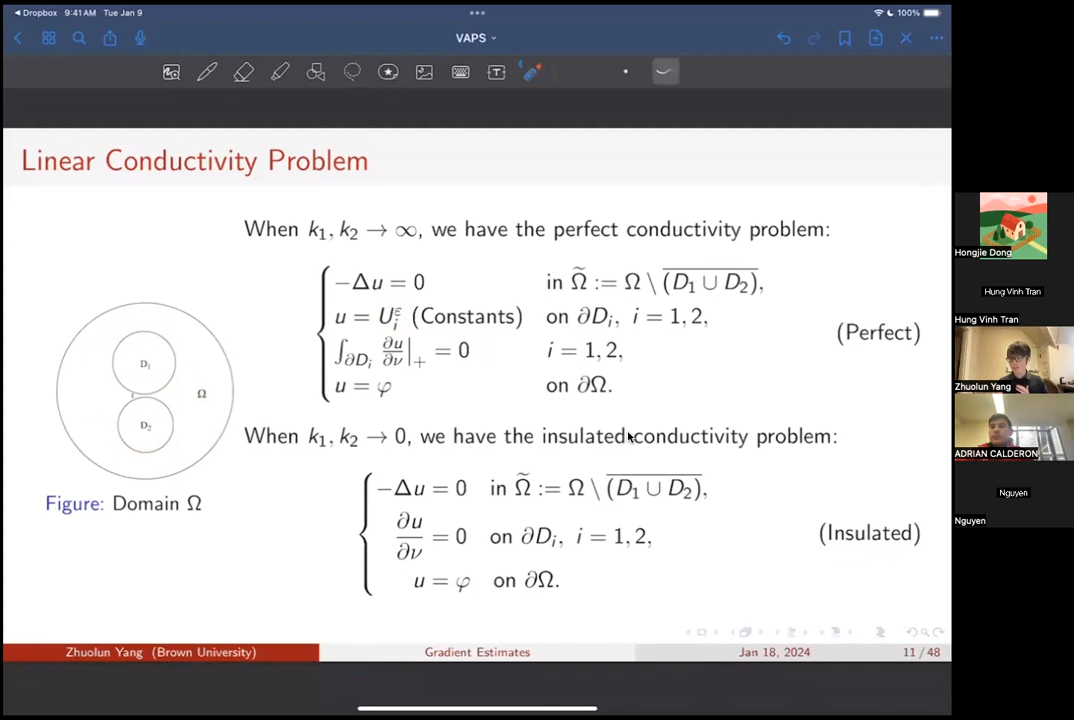 Dropbox 9:41 AM Tue Jan 9 100%
VAPS
Linear Conductivity Problem
When k₁, k₂ → ∞, we have the perfect conductivity problem:
−Δu = 0 in Ω̃ := Ω \ (D₁ ∪ D₂)‾,
u = Uᵢᵋ (Constants) on ∂Dᵢ, i = 1, 2,
∫_∂Dᵢ ∂u/∂ν|₊ = 0 i = 1, 2,
u = φ on ∂Ω.
(Perfect)
D₁
ε
Ω
D₂
Figure: Domain Ω
When k₁, k₂ → 0, we have the insulated conductivity problem:
−Δu = 0 in Ω̃ := Ω \ (D₁ ∪ D₂)‾,
∂u/∂ν = 0 on ∂Dᵢ, i = 1, 2,
u = φ on ∂Ω.
(Insulated)
Zhuolun Yang (Brown University) Gradient Estimates Jan 18, 2024 11 / 48
Hongjie Dong
Hung Vinh Tran
Hung Vinh Tran
Zhuolun Yang
ADRIAN CALDERON
Nguyen
Nguyen